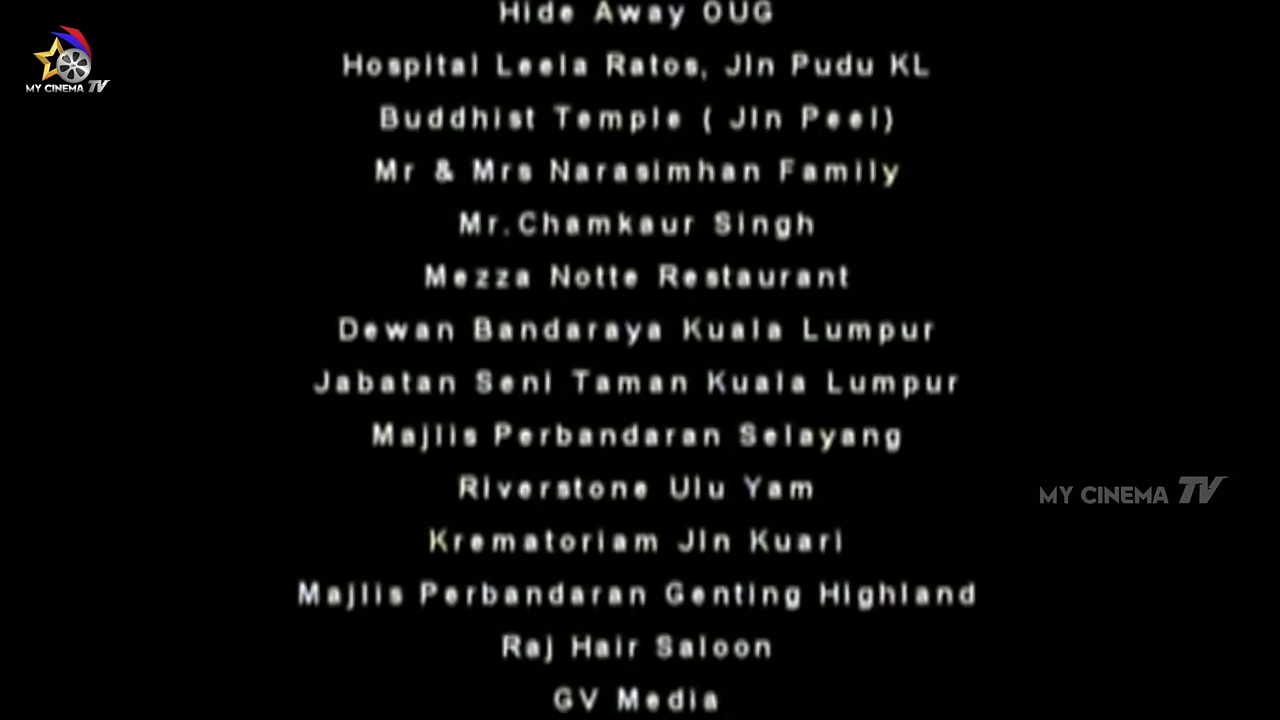 Hide Away OUG
MY CINEMA TV
Hospital Leela Ratos, Jln Pudu KL
Buddhist Temple ( Jln Peel)
Mr & Mrs Narasimhan Family
Mr.Chamkaur Singh
Mezza Notte Restaurant
Dewan Bandaraya Kuala Lumpur
Jabatan Seni Taman Kuala Lumpur
Majlis Perbandaran Selayang
Riverstone Ulu Yam
MY CINEMA TV
Krematoriam Jln Kuari
Majlis Perbandaran Genting Highland
Raj Hair Saloon
GV Media